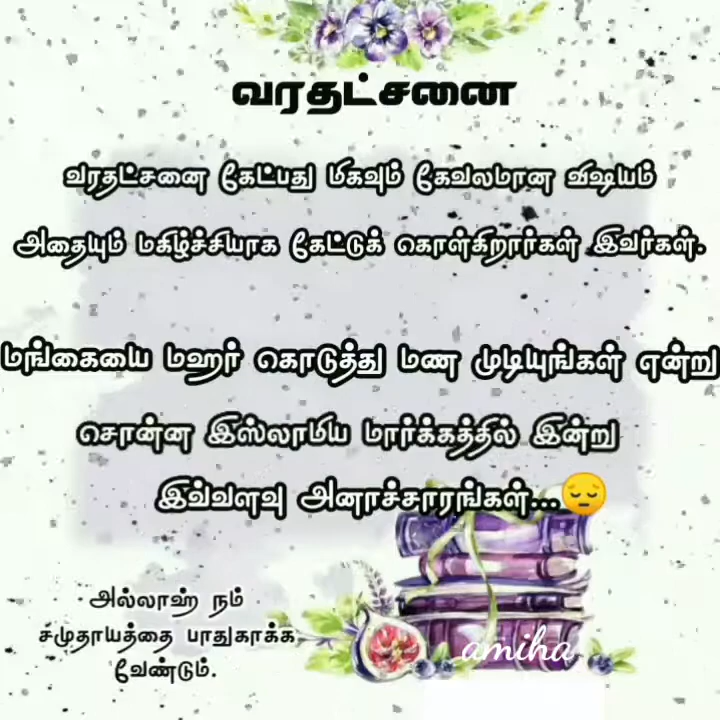 வரதட்சனை
வரதட்சனை கேட்பது மிகவும் கேவலமான விஷயம்
அதையும் மகிழ்ச்சியாக கேட்டுக் கொள்கிறார்கள் இவர்கள்.
மங்கையை மஹர் கொடுத்து மண முடியுங்கள் என்று
சொன்ன இஸ்லாமிய மார்க்கத்தில் இன்று
இவ்வளவு அனாச்சாரங்கள்...😔
அல்லாஹ் நம்
சமுதாயத்தை பாதுகாக்க
வேண்டும்.
amiha